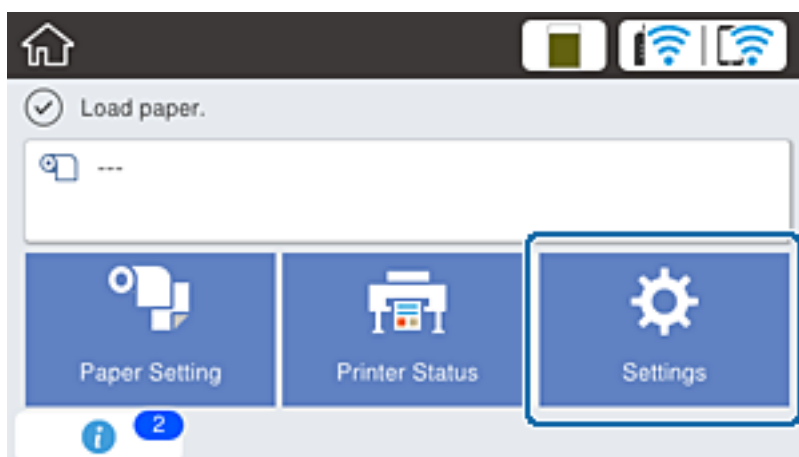 Load paper.
---
Paper Setting
Printer Status
Settings
i 2